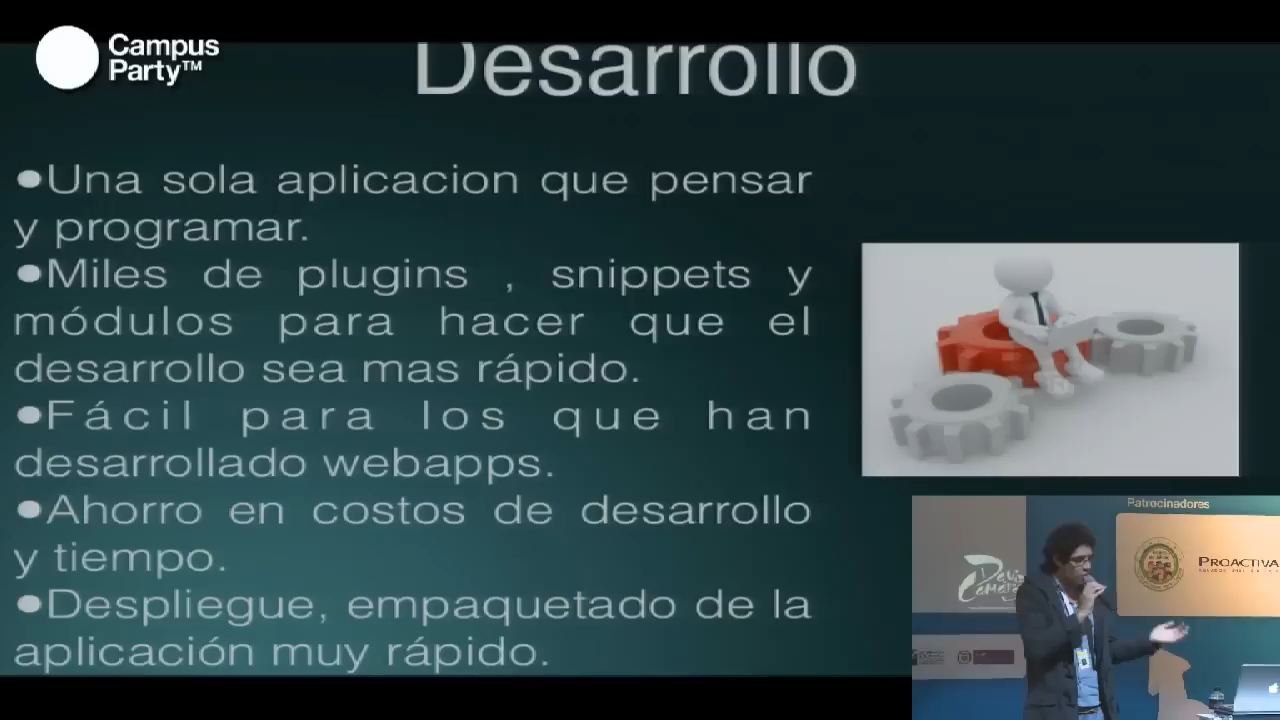 Campus
Party™
Desarrollo
●Una sola aplicacion que pensar
y programar.
●Miles de plugins , snippets y
módulos para hacer que el
desarrollo sea mas rápido.
●Fácil para los que han
desarrollado webapps.
●Ahorro en costos de desarrollo
y tiempo.
●Despliegue, empaquetado de la
aplicación muy rápido.
Patrocinadores
PROACTIVA